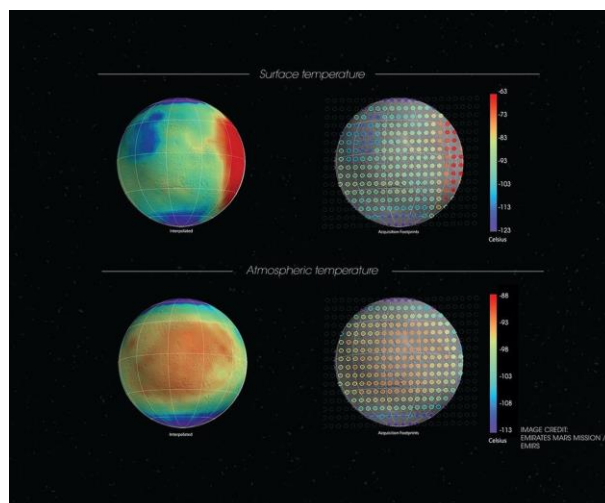 Surface temperature
-63
-73
-83
-93
-103
-113
-123
Interpolated
Acquisition Footprints
Celsius
Atmospheric temperature
-88
-93
-98
-103
-108
-113
Interpolated
Acquisition Footprints
Celsius
IMAGE CREDIT:
EMIRATES MARS MISSION /
EMIRS